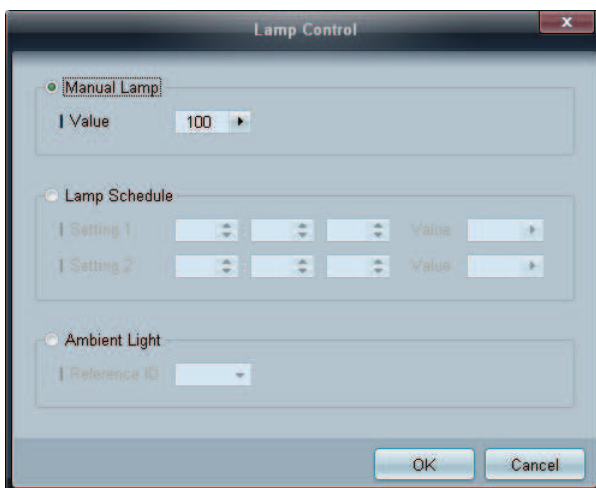 Lamp Control
Manual Lamp
Value 100
Lamp Schedule
Setting 1 Value
Setting 2 Value
Ambient Light
Reference ID
OK Cancel